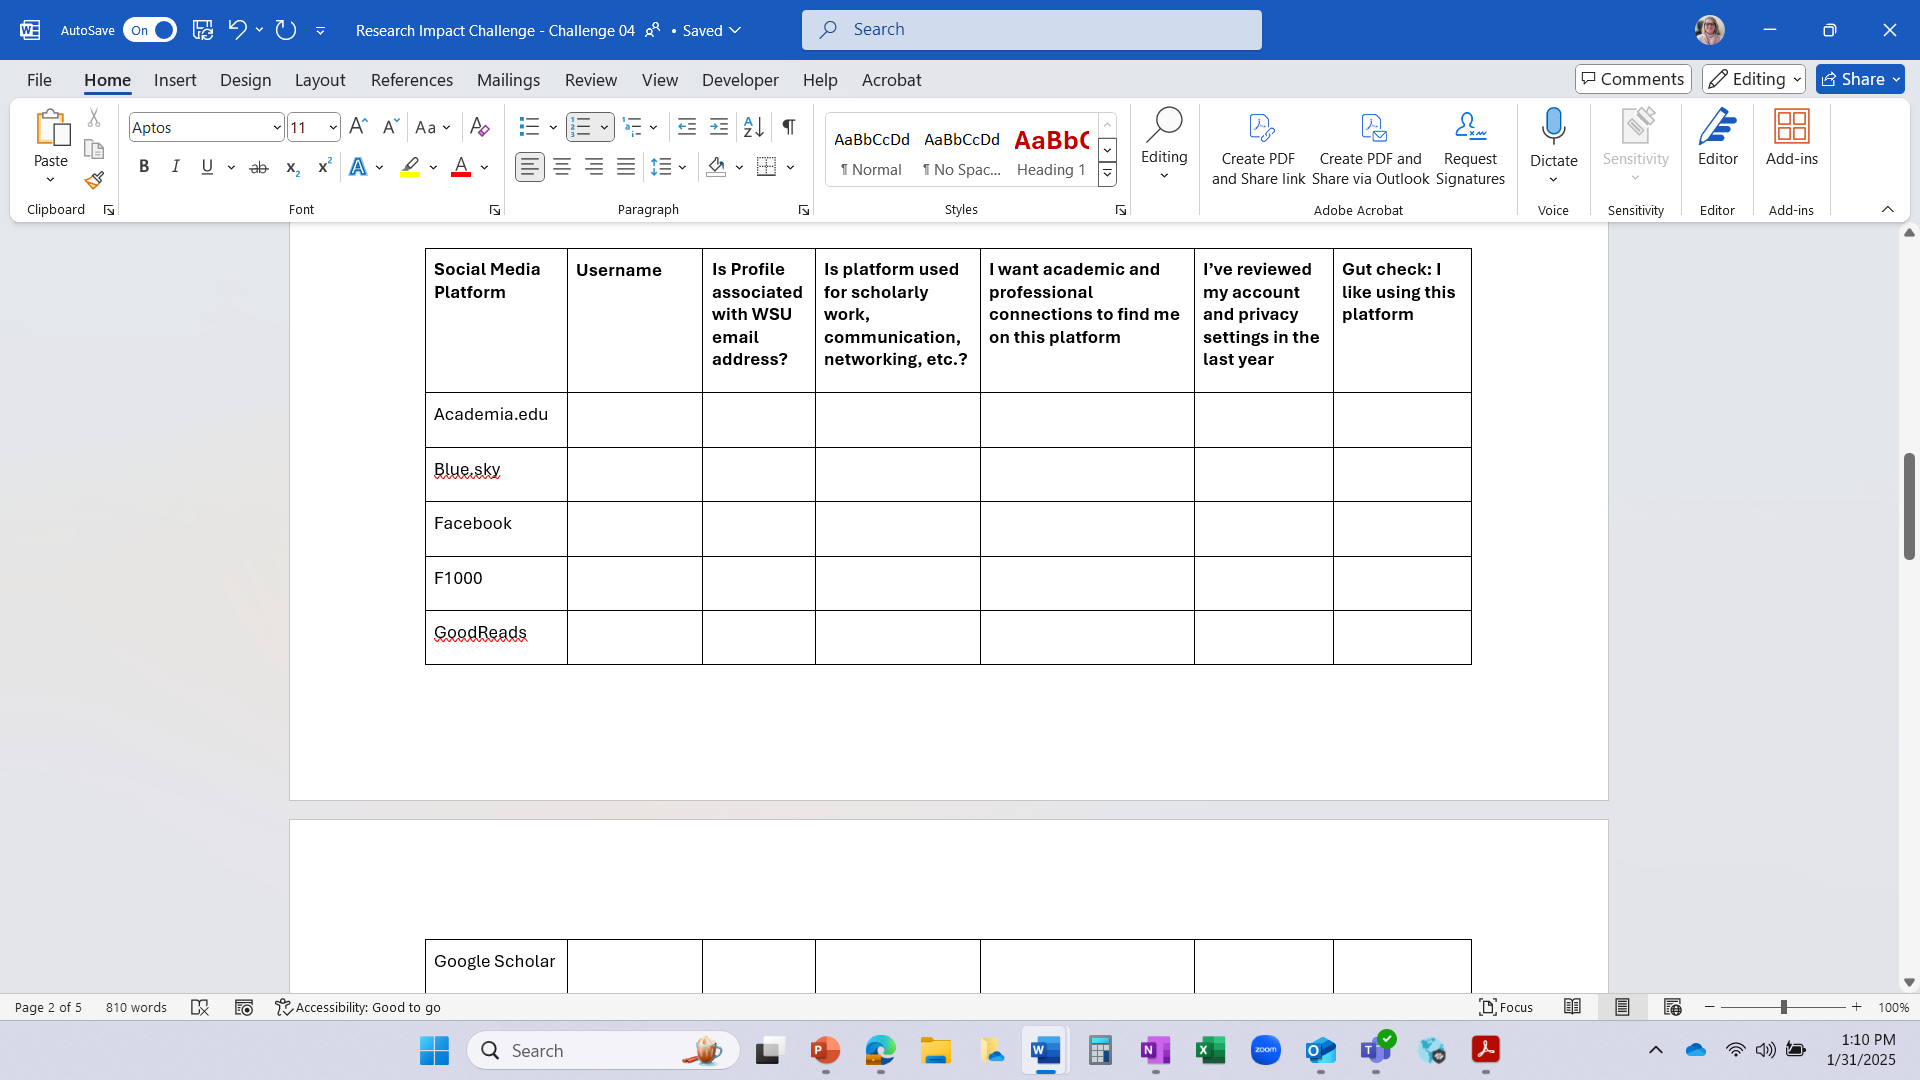 AutoSave On Research Impact Challenge - Challenge 04 • Saved Search
File Home Insert Design Layout References Mailings Review View Developer Help Acrobat Comments Editing Share
Paste
Clipboard
Aptos 11
Aa
B I U ab x₂ x² A A
Font
Paragraph
AaBbCcDd AaBbCcDd AaBbC
¶ Normal ¶ No Spac... Heading 1
Styles
Editing
Create PDF
and Share link
Create PDF and
Share via Outlook
Request
Signatures
Adobe Acrobat
Dictate
Voice
Sensitivity
Sensitivity
Editor
Editor
Add-ins
Add-ins
Social Media
Platform
Username
Is Profile
associated
with WSU
email
address?
Is platform used
for scholarly
work,
communication,
networking, etc.?
I want academic and
professional
connections to find me
on this platform
I’ve reviewed
my account
and privacy
settings in the
last year
Gut check: I
like using this
platform
Academia.edu
Blue.sky
Facebook
F1000
GoodReads
Google Scholar
Page 2 of 5 810 words Accessibility: Good to go Focus 100%
Search zoom 1:10 PM
1/31/2025